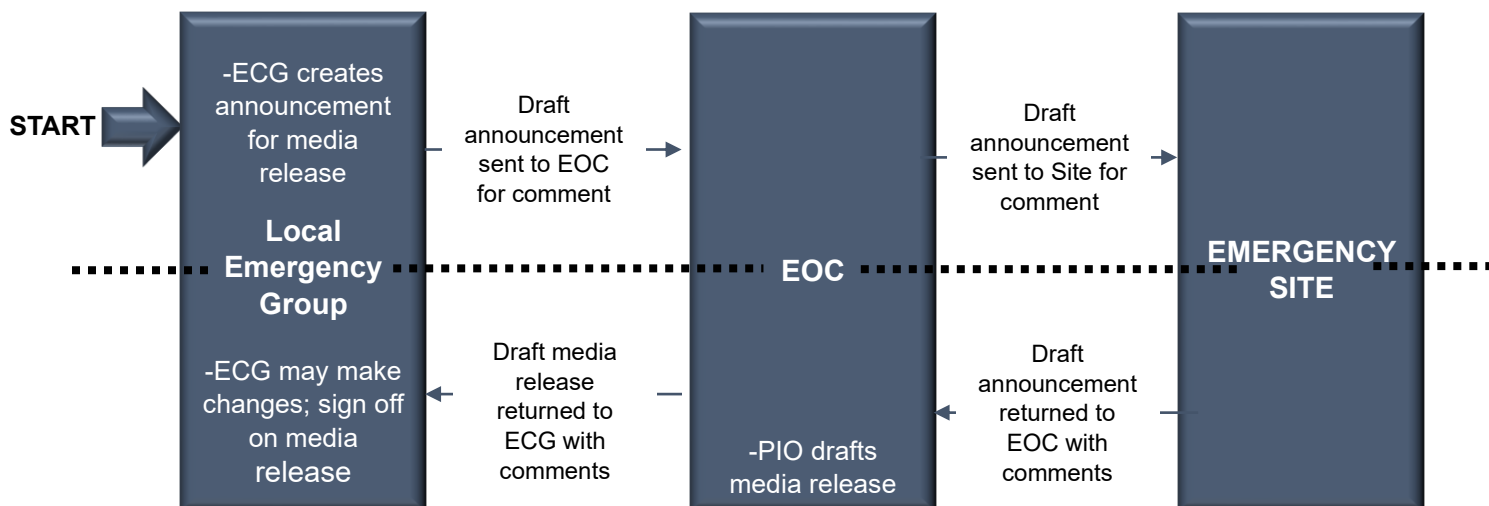 START
-ECG creates
announcement
for media
release
Local
Emergency
Group
-ECG may make
changes; sign off
on media
release
Draft
announcement
sent to EOC
for comment
Draft media
release
returned to
ECG with
comments
EOC
-PIO drafts
media release
Draft
announcement
sent to Site for
comment
Draft
announcement
returned to
EOC with
comments
EMERGENCY
SITE